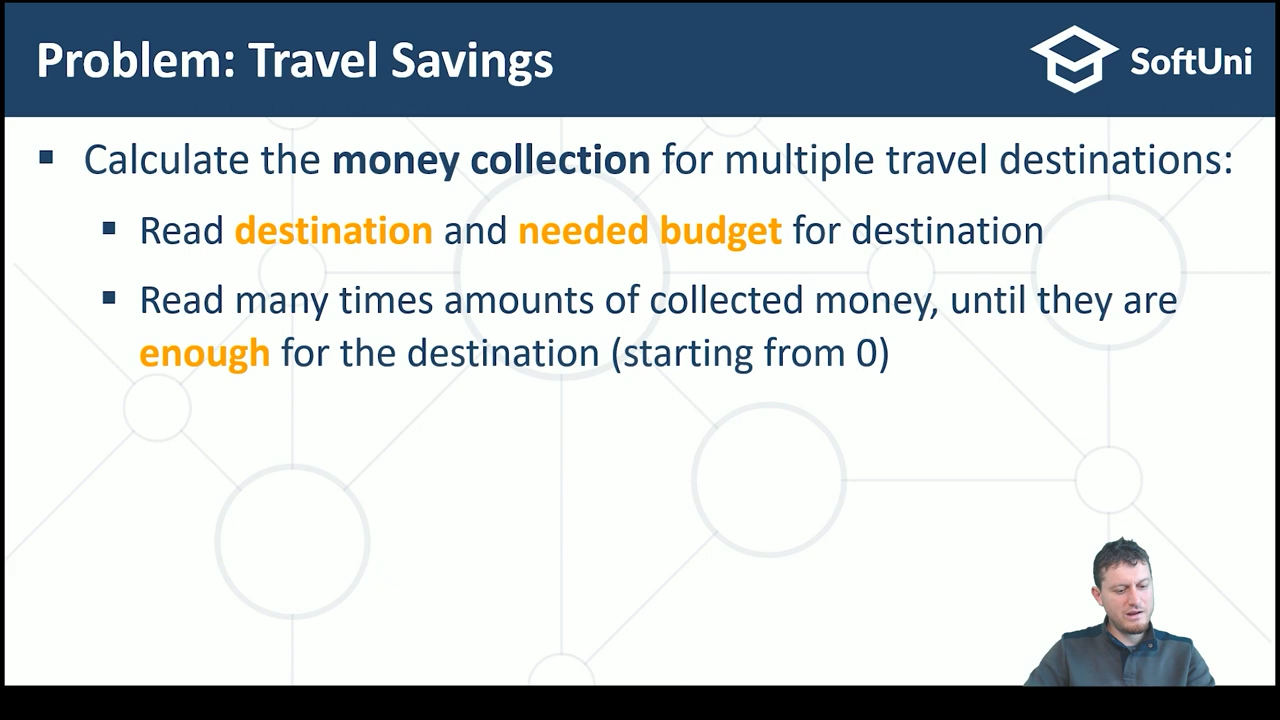 Problem: Travel Savings
SoftUni
▪ Calculate the money collection for multiple travel destinations:
▪ Read destination and needed budget for destination
▪ Read many times amounts of collected money, until they are
enough for the destination (starting from 0)